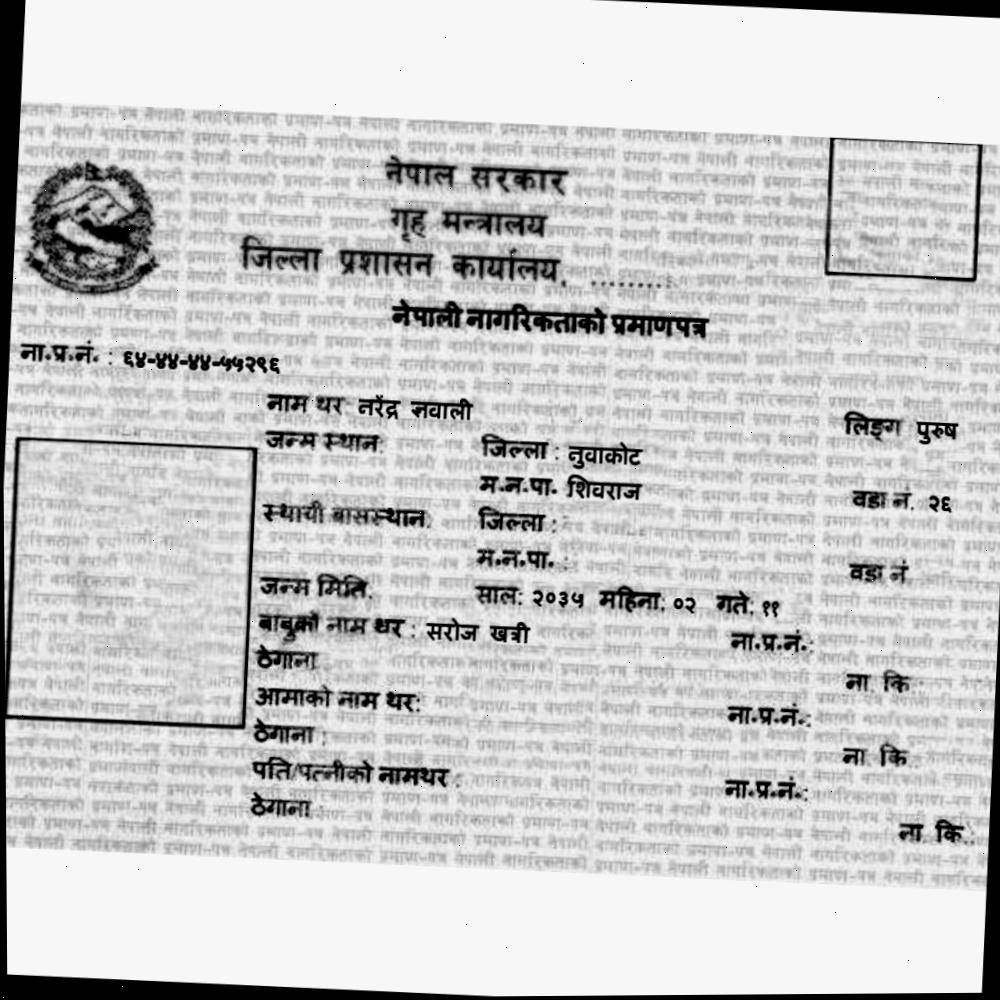 नेपाल सरकार
गृह मन्त्रालय
जिल्ला प्रशासन कार्यालय, .........
नेपाली नागरिकताको प्रमाणपत्र
ना.प्र.नं. : ६४-४४-४४-५५२९६
नाम थर: नरेंद्र ज्ञवाली लिङ्ग पुरुष
जन्म स्थान: जिल्ला : नुवाकोट
म.न.पा. शिवराज वडा नं. २६
स्थायी बासस्थान: जिल्ला :
म.न.पा. : वडा नं
जन्म मिति: साल: २०३५ महिना: ०२ गते: ११
बाबुको नाम थर : सरोज खत्री ना.प्र.नं.:
ठेगाना ना. कि.:
आमाको नाम थर: ना.प्र.नं.:
ठेगाना : ना. कि.:
पति/पत्नीको नामथर : ना.प्र.नं.:
ठेगाना ना. कि.: